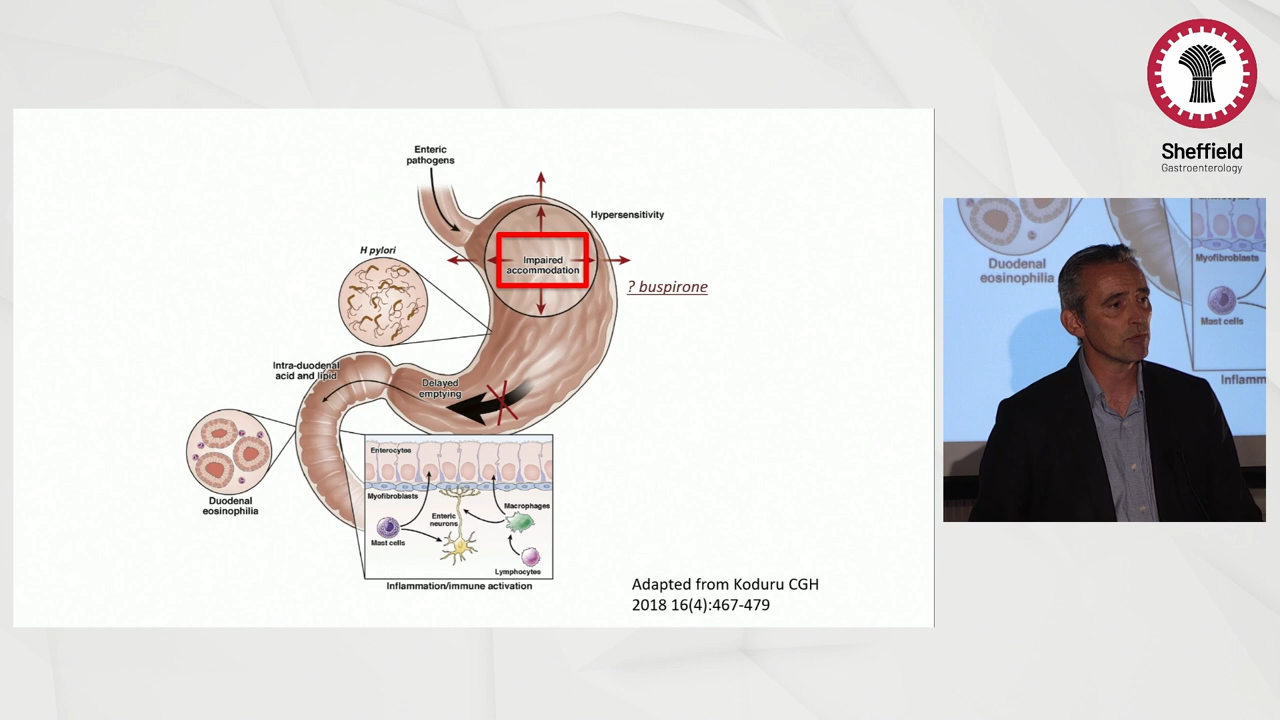 Sheffield
Gastroenterology
Enteric
pathogens
Hypersensitivity
H pylori
Impaired
accommodation
? buspirone
Intra-duodenal
acid and lipid
Delayed
emptying
Duodenal
eosinophilia
Enterocytes
Myofibroblasts
Enteric
neurons
Macrophages
Mast cells
Lymphocytes
Inflammation/immune activation
Adapted from Koduru CGH
2018 16(4):467-479
Duodenal
eosinophilia
Myofibroblasts
Mast cells
Inflamm